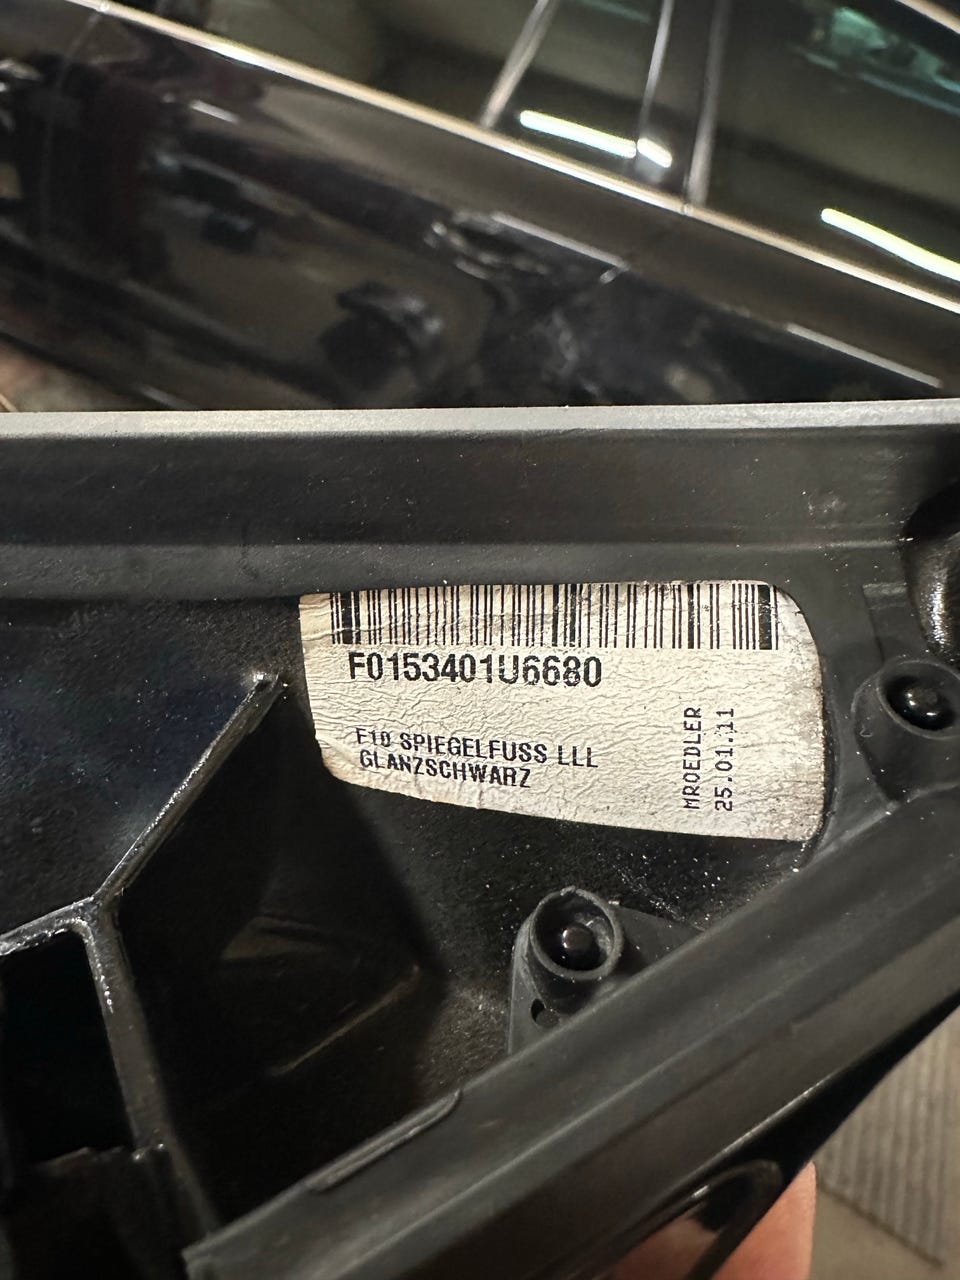 F0153401U6680
F10 SPIEGELFUSS LLL
GLANZSCHWARZ
MROEDLER
25.01.11